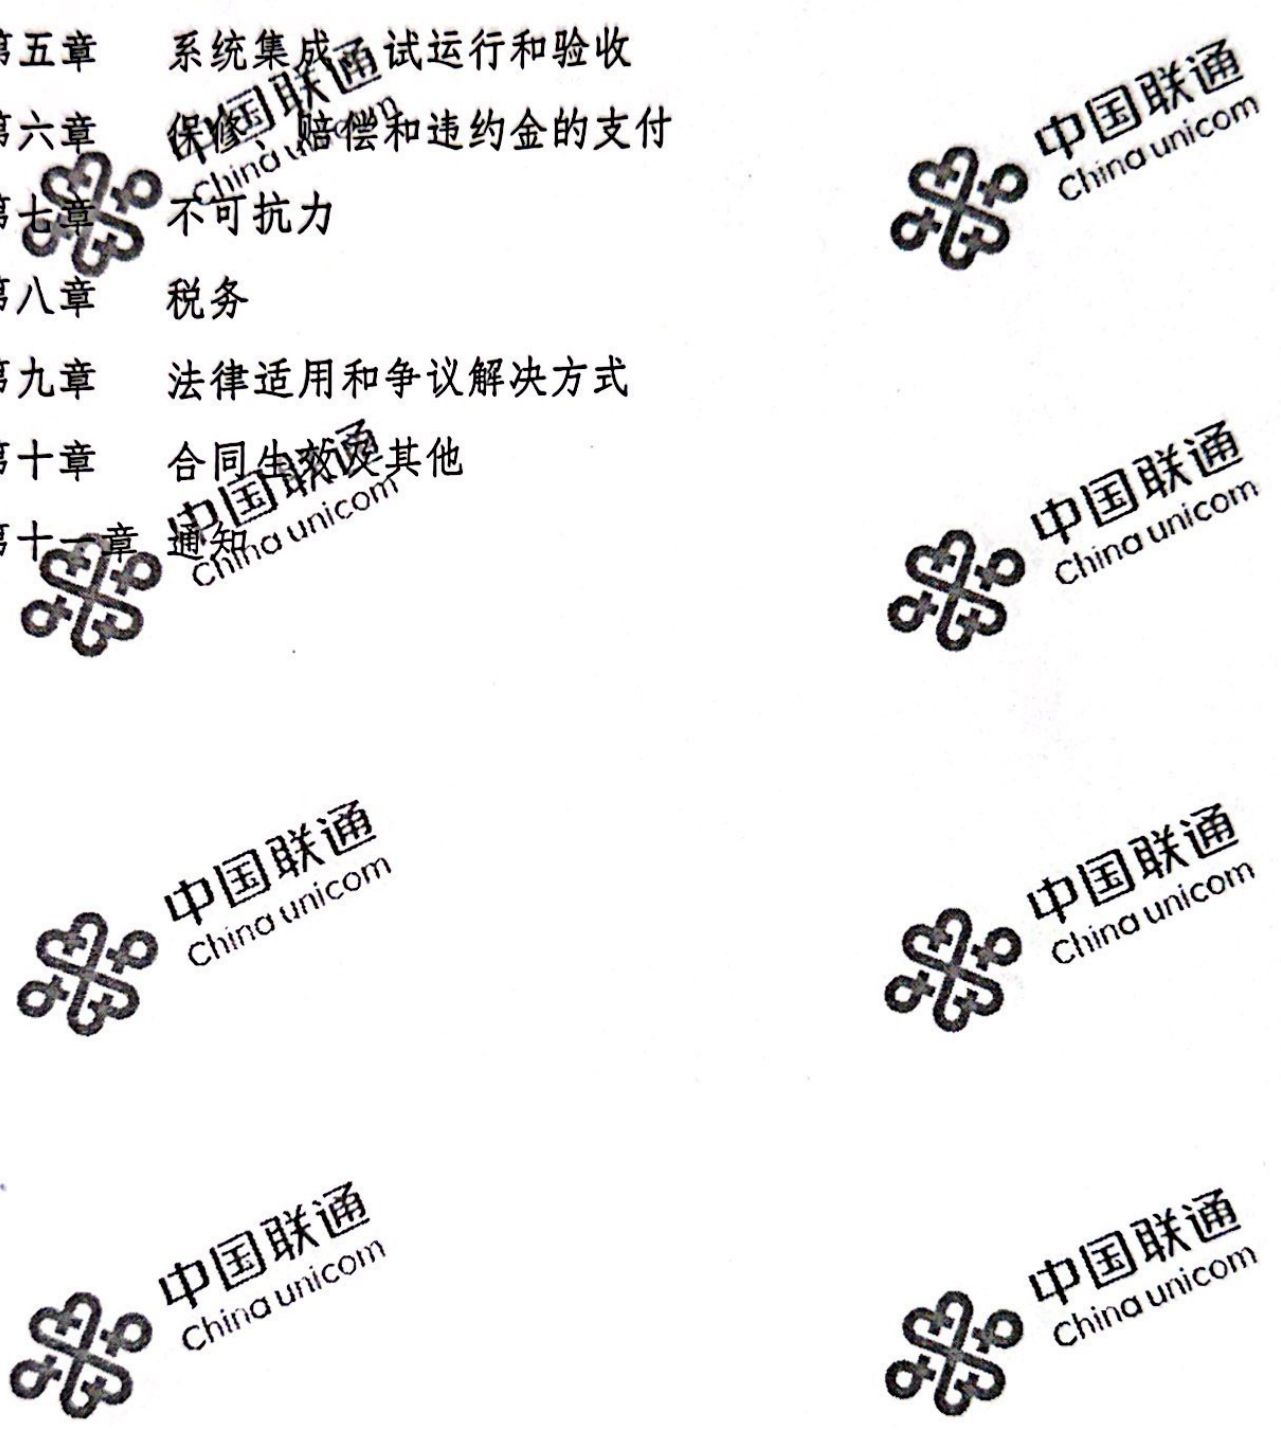 第五章 系统集成、试运行和验收
第六章 保修、赔偿和违约金的支付
第七章 不可抗力
第八章 税务
第九章 法律适用和争议解决方式
第十章 合同生效及其他
第十一章 通知
中国联通
China unicom
中国联通
China unicom
中国联通
China unicom
中国联通
China unicom
中国联通
China unicom
中国联通
China unicom
中国联通
China unicom
中国联通
China unicom